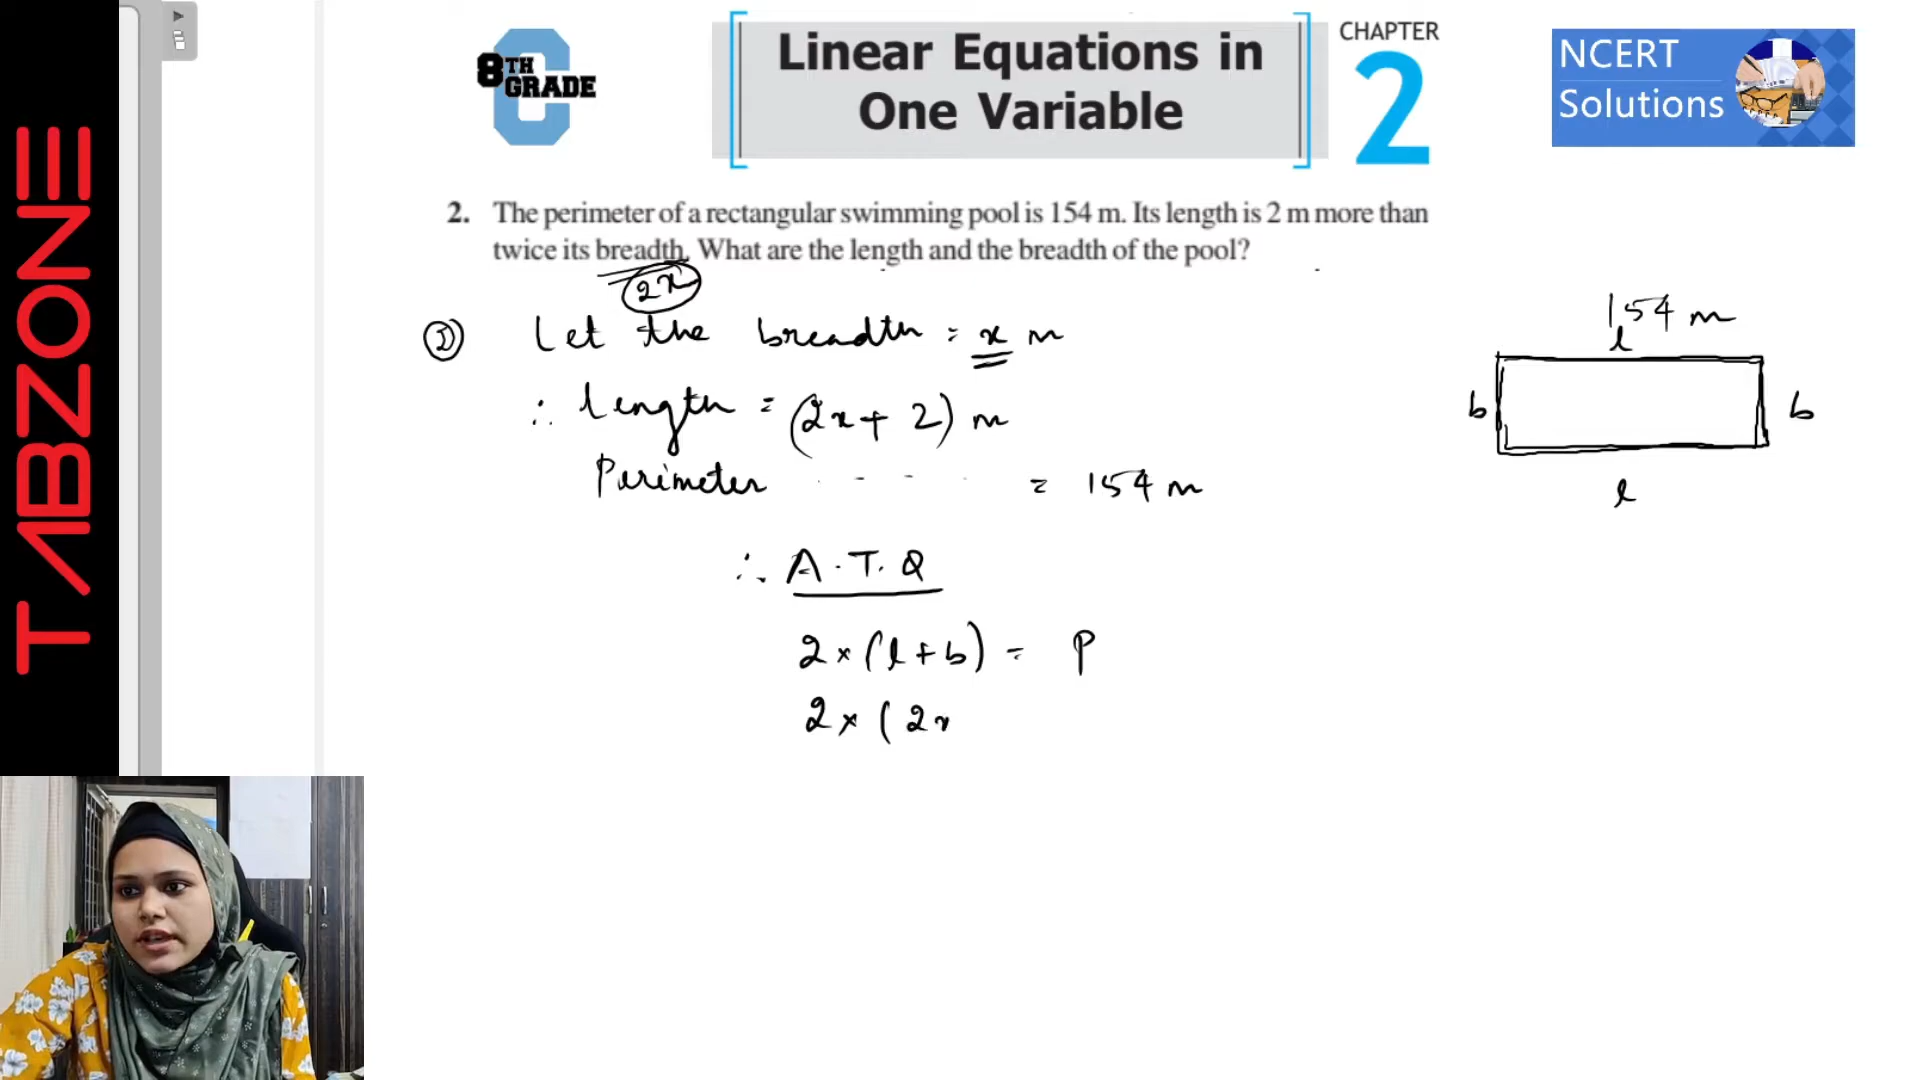 TABZONE
8TH
GRADE
Linear Equations in
One Variable
CHAPTER
2
NCERT
Solutions
2. The perimeter of a rectangular swimming pool is 154 m. Its length is 2 m more than
twice its breadth. What are the length and the breadth of the pool?
2x
② Let the breadth = x m
∴ length = (2x + 2) m
Perimeter - - - - = 154 m
∴ A.T.Q
2 × (l + b) = P
2 × ( 2x
154 m
l
b
b
l